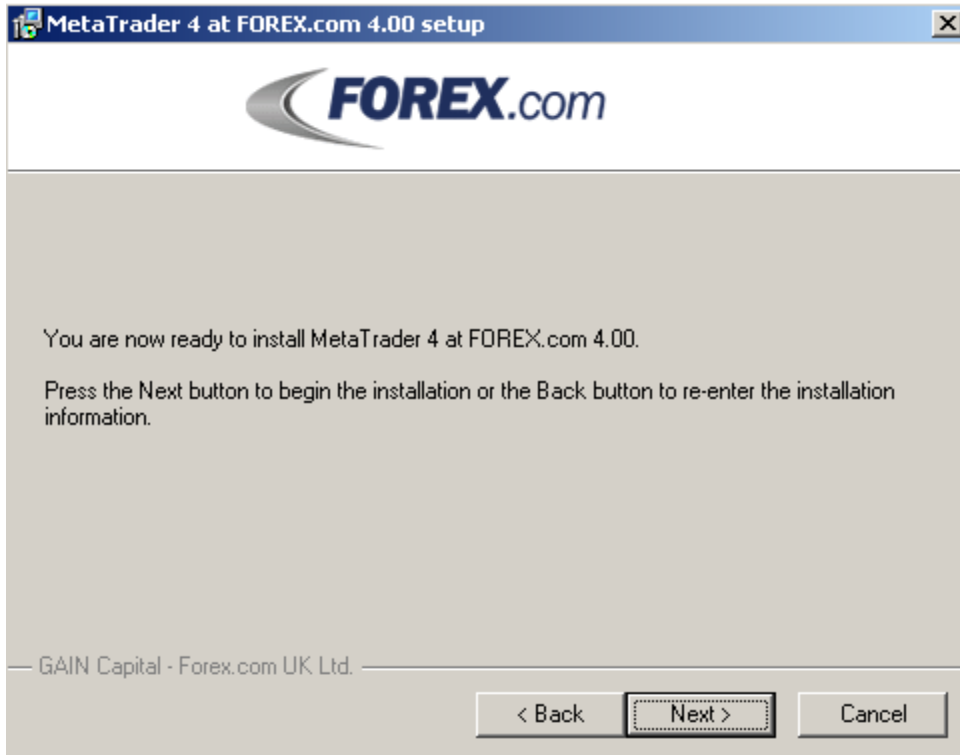 MetaTrader 4 at FOREX.com 4.00 setup
FOREX.com
You are now ready to install MetaTrader 4 at FOREX.com 4.00.
Press the Next button to begin the installation or the Back button to re-enter the installation
information.
GAIN Capital - Forex.com UK Ltd.
< Back Next > Cancel